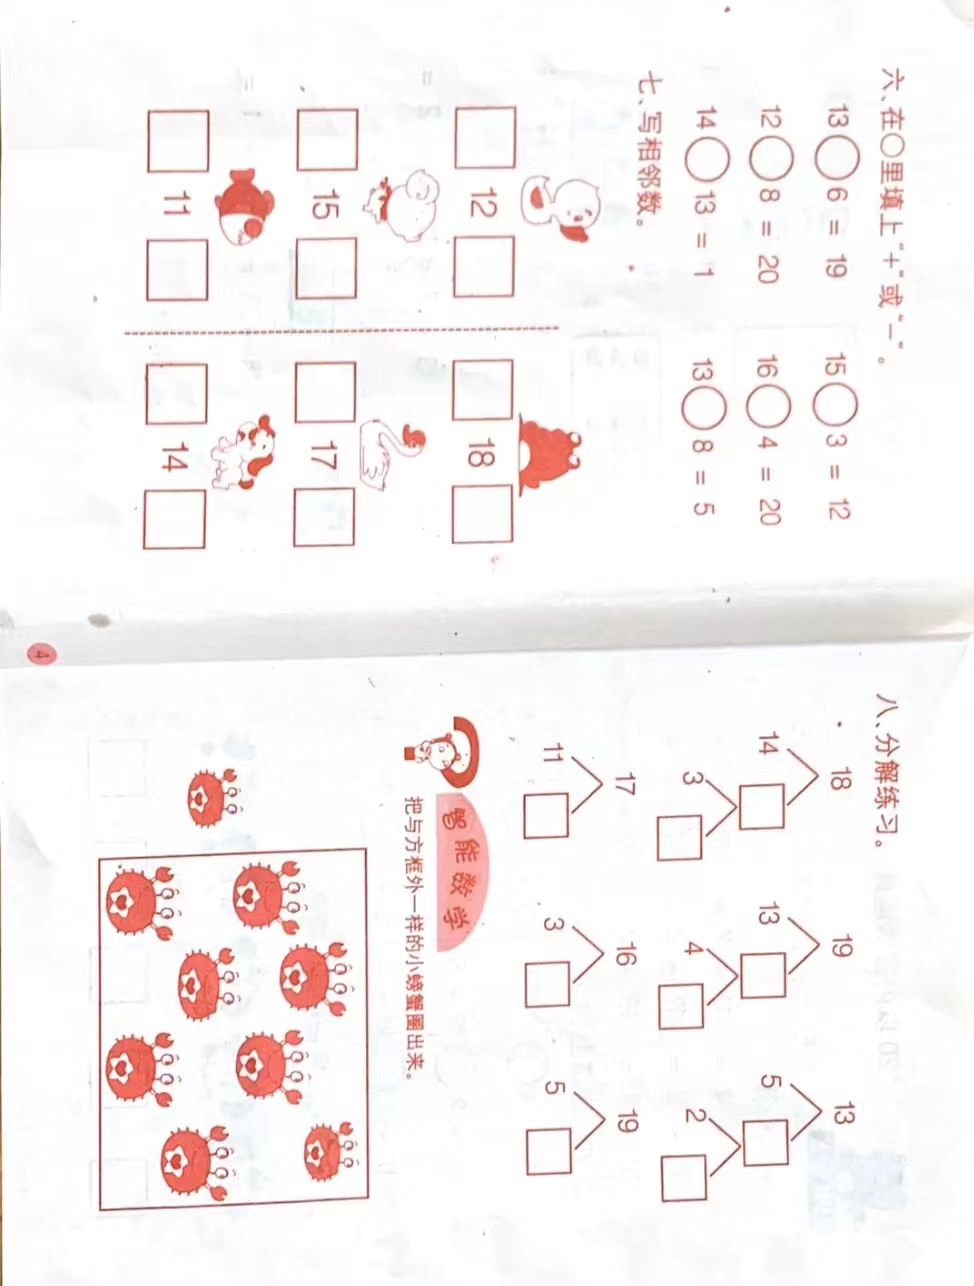 六、在○里填上“+”或“-”。
13○6 = 19 15○3 = 12
12○8 = 20 16○4 = 20
14○13 = 1 13○8 = 5
七、写相邻数。
□ 12 □ □ 18 □
□ 15 □ □ 17 □
□ 11 □ □ 14 □
4
八、分解练习。
18 19 13
14 □ 13 □ 5 □
3 □ 4 □ 2 □
17 16 19
11 □ 3 □ 5 □
智能数学
把与方框外一样的小螃蟹圈出来。